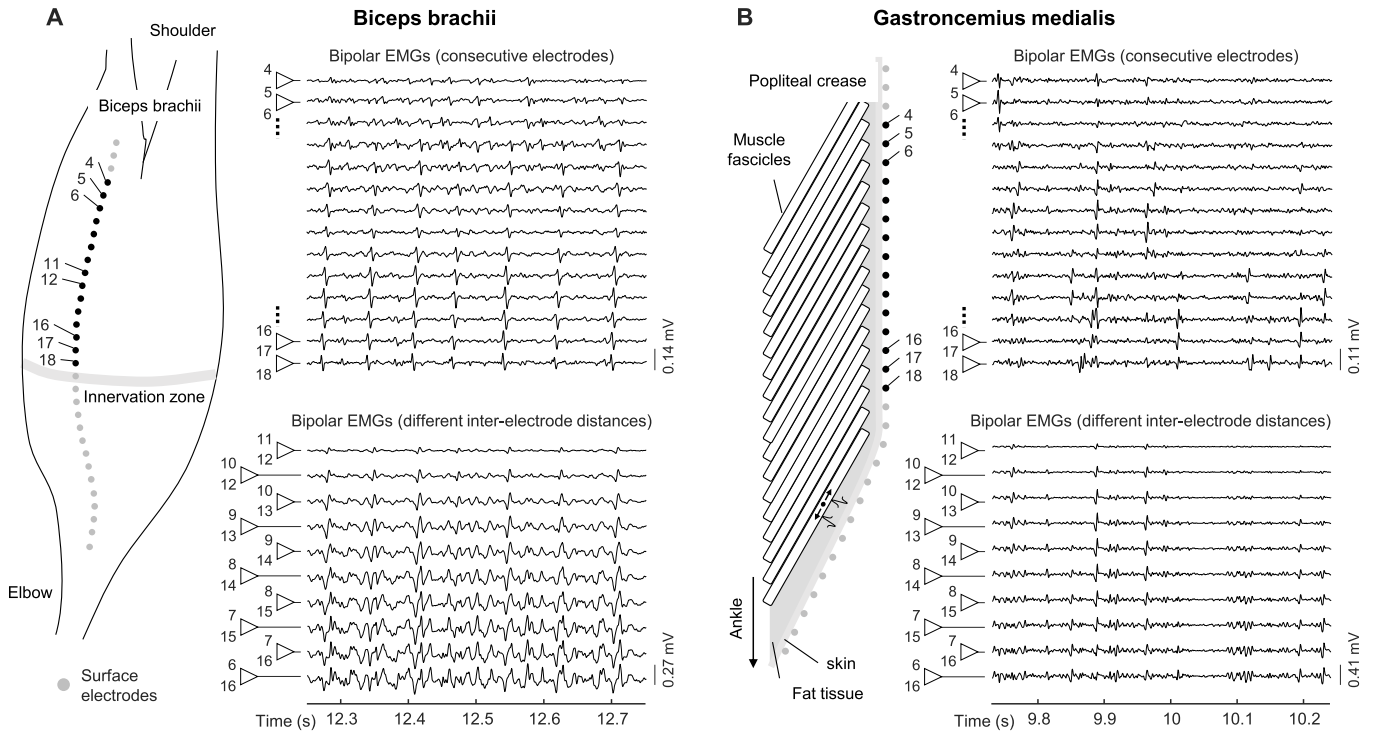 A
Biceps brachii
Shoulder
Biceps brachii
4
5
6
11
12
16
17
18
Innervation zone
Elbow
Surface
electrodes
Bipolar EMGs (consecutive electrodes)
4
5
6
16
17
18
0.14 mV
Bipolar EMGs (different inter-electrode distances)
11
12
10
12
10
13
9
13
9
14
8
14
8
15
7
15
7
16
6
16
0.27 mV
Time (s)
12.3
12.4
12.5
12.6
12.7
B
Gastroncemius medialis
Popliteal crease
Muscle
fascicles
4
5
6
16
17
18
Ankle
skin
Fat tissue
Bipolar EMGs (consecutive electrodes)
4
5
6
16
17
18
0.11 mV
Bipolar EMGs (different inter-electrode distances)
11
12
10
12
10
13
9
13
9
14
8
14
8
15
7
15
7
16
6
16
0.41 mV
Time (s)
9.8
9.9
10
10.1
10.2